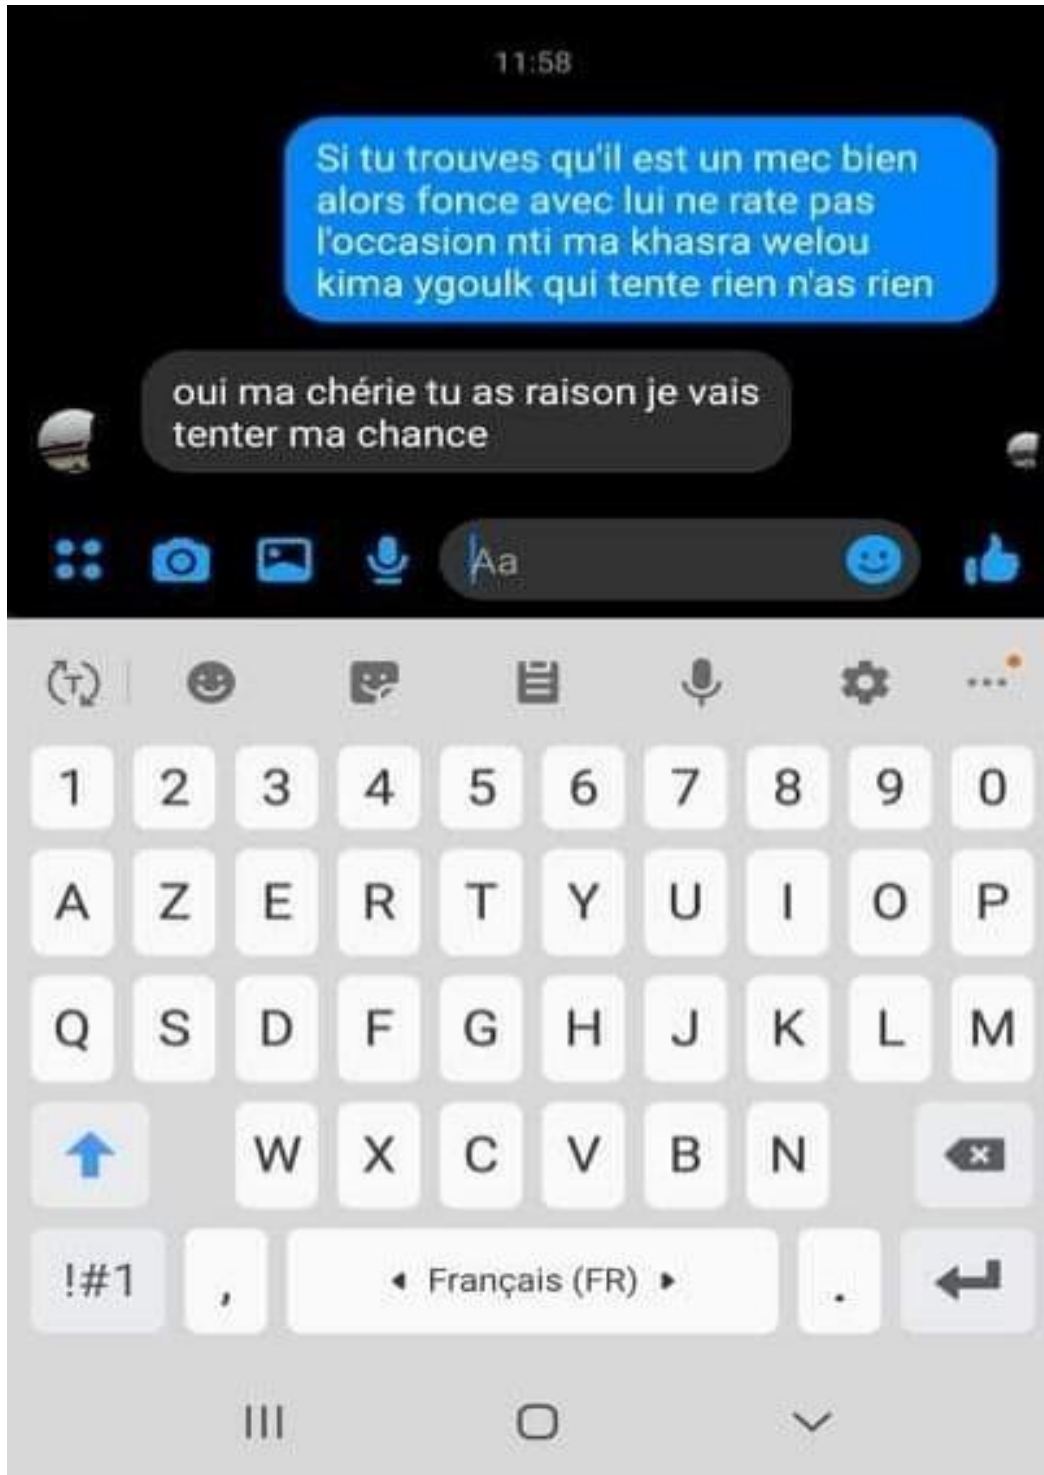 11:58
Si tu trouves qu'il est un mec bien
alors fonce avec lui ne rate pas
l'occasion nti ma khasra welou
kima ygoulk qui tente rien n'as rien
oui ma chérie tu as raison je vais
tenter ma chance
Aa
T
1 2 3 4 5 6 7 8 9 0
A Z E R T Y U I O P
Q S D F G H J K L M
W X C V B N
!#1 , Français (FR) .